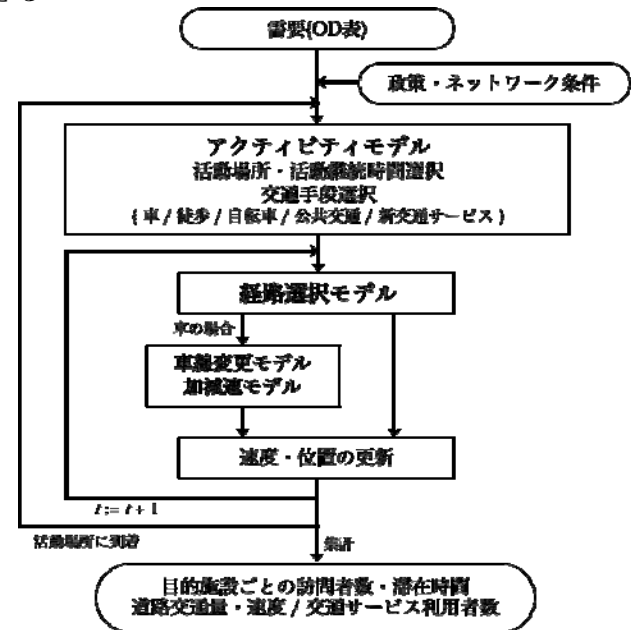 需要(OD表)
政策・ネットワーク条件
アクティビティモデル
活動場所・活動継続時間選択
交通手段選択
{ 車 / 徒歩 / 自転車 / 公共交通 / 新交通サービス }
経路選択モデル
車の場合
車線変更モデル
加減速モデル
速度・位置の更新
t := t + 1
活動場所に到着
集計
目的施設ごとの訪問者数・滞在時間
道路交通量・速度 / 交通サービス利用者数